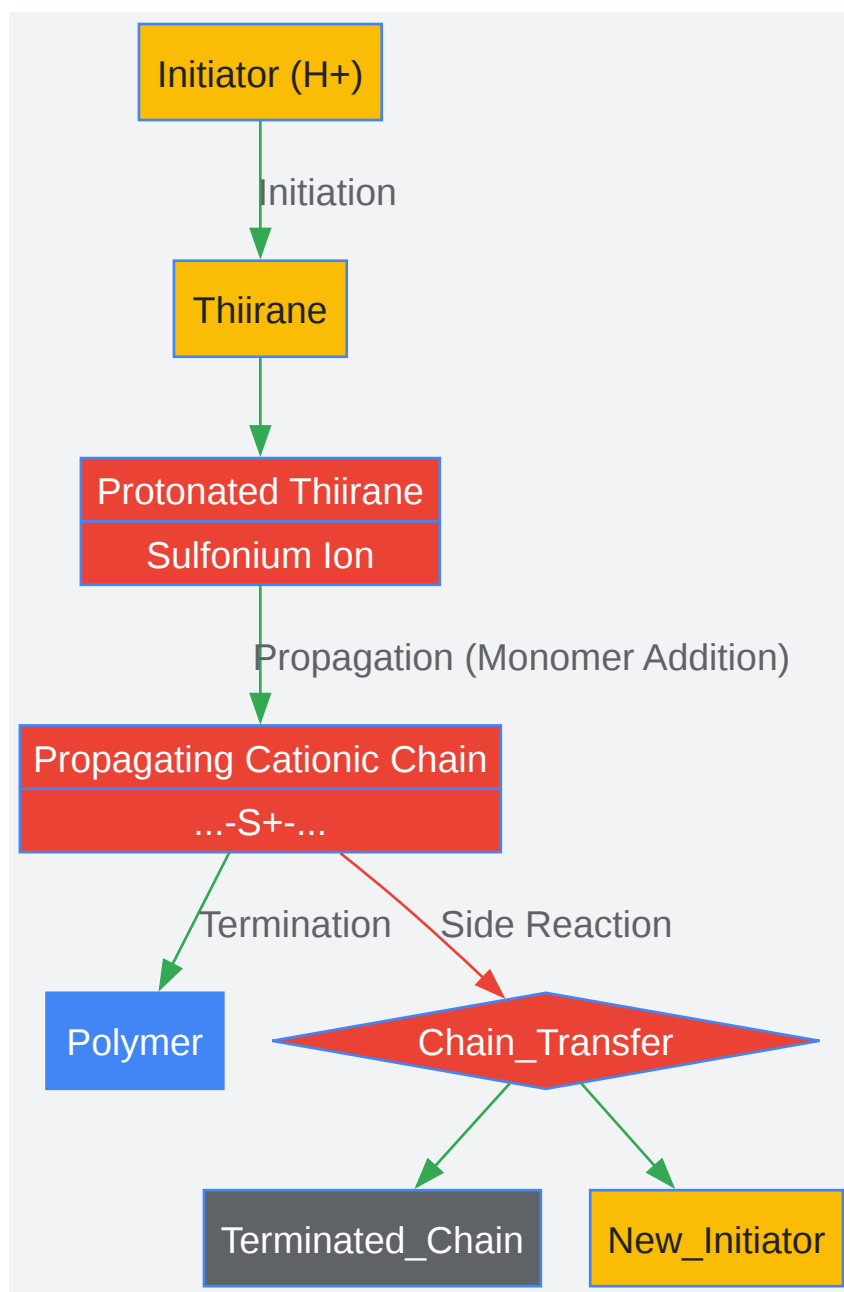 Initiator (H+)
Initiation
Thiirane
Protonated Thiirane
Sulfonium Ion
Propagation (Monomer Addition)
Propagating Cationic Chain
...-S+-...
Termination
Side Reaction
Polymer
Chain_Transfer
Terminated_Chain
New_Initiator